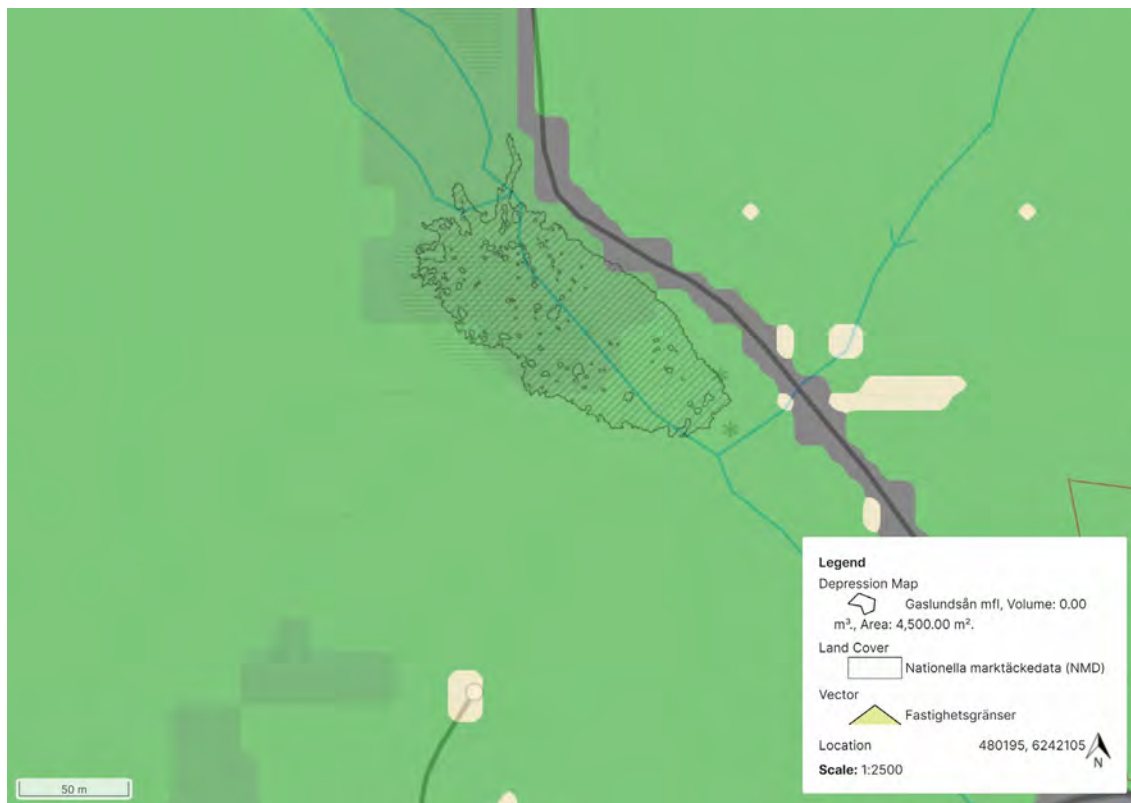 50 m
Legend
Depression Map
Gaslundsån mfl, Volume: 0.00
m³., Area: 4,500.00 m².
Land Cover
Nationella marktäckedata (NMD)
Vector
Fastighetsgränser
Location 480195, 6242105
N
Scale: 1:2500